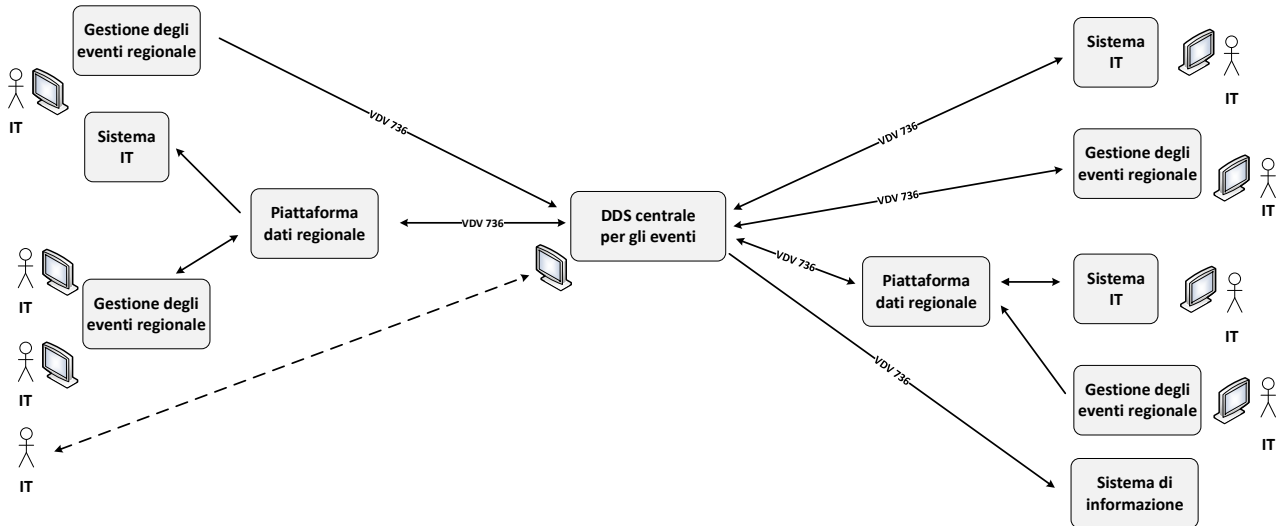 Gestione degli
eventi regionale
IT
Sistema
IT
VDV 736
Piattaforma
dati regionale
VDV 736
DDS centrale
per gli eventi
IT
Gestione degli
eventi regionale
IT
IT
Sistema
IT
IT
VDV 736
Gestione degli
eventi regionale
IT
VDV 736
VDV 736
Piattaforma
dati regionale
Sistema
IT
IT
VDV 736
Gestione degli
eventi regionale
IT
Sistema di
informazione